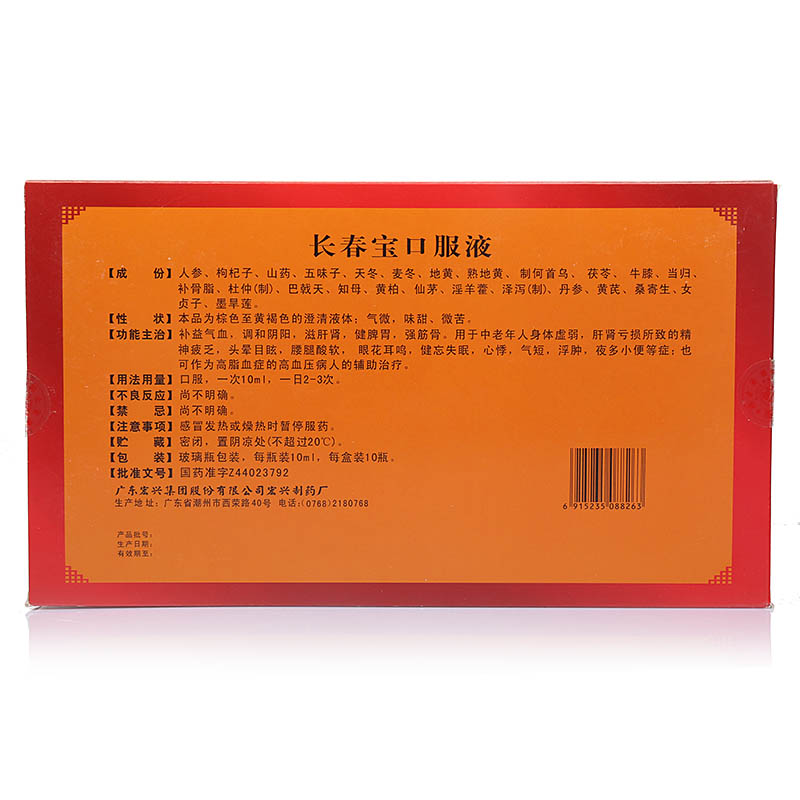 长春宝口服液
【成　份】人参、枸杞子、山药、五味子、天冬、麦冬、地黄、熟地黄、制何首乌、茯苓、牛膝、当归、
补骨脂、杜仲(制)、巴戟天、知母、黄柏、仙茅、淫羊藿、泽泻(制)、丹参、黄芪、桑寄生、女
贞子、墨旱莲。
【性　状】本品为棕色至黄褐色的澄清液体；气微，味甜、微苦。
【功能主治】补益气血，调和阴阳，滋肝肾，健脾胃，强筋骨。用于中老年人身体虚弱，肝肾亏损所致的精
神疲乏，头晕目眩，腰腿酸软，眼花耳鸣，健忘失眠，心悸，气短，浮肿，夜多小便等症；也
可作为高脂血症的高血压病人的辅助治疗。
【用法用量】口服，一次10ml，一日2-3次。
【不良反应】尚不明确。
【禁　忌】尚不明确。
【注意事项】感冒发热或燥热时暂停服药。
【贮　藏】密闭，置阴凉处(不超过20℃)。
【包　装】玻璃瓶包装，每瓶装10ml，每盒装10瓶。
【批准文号】国药准字Z44023792
广东宏兴集团股份有限公司宏兴制药厂
生产地址：广东省潮州市西荣路40号 电话：(0768)2180768
6 915235 088263
产品批号：
生产日期：
有效期至：